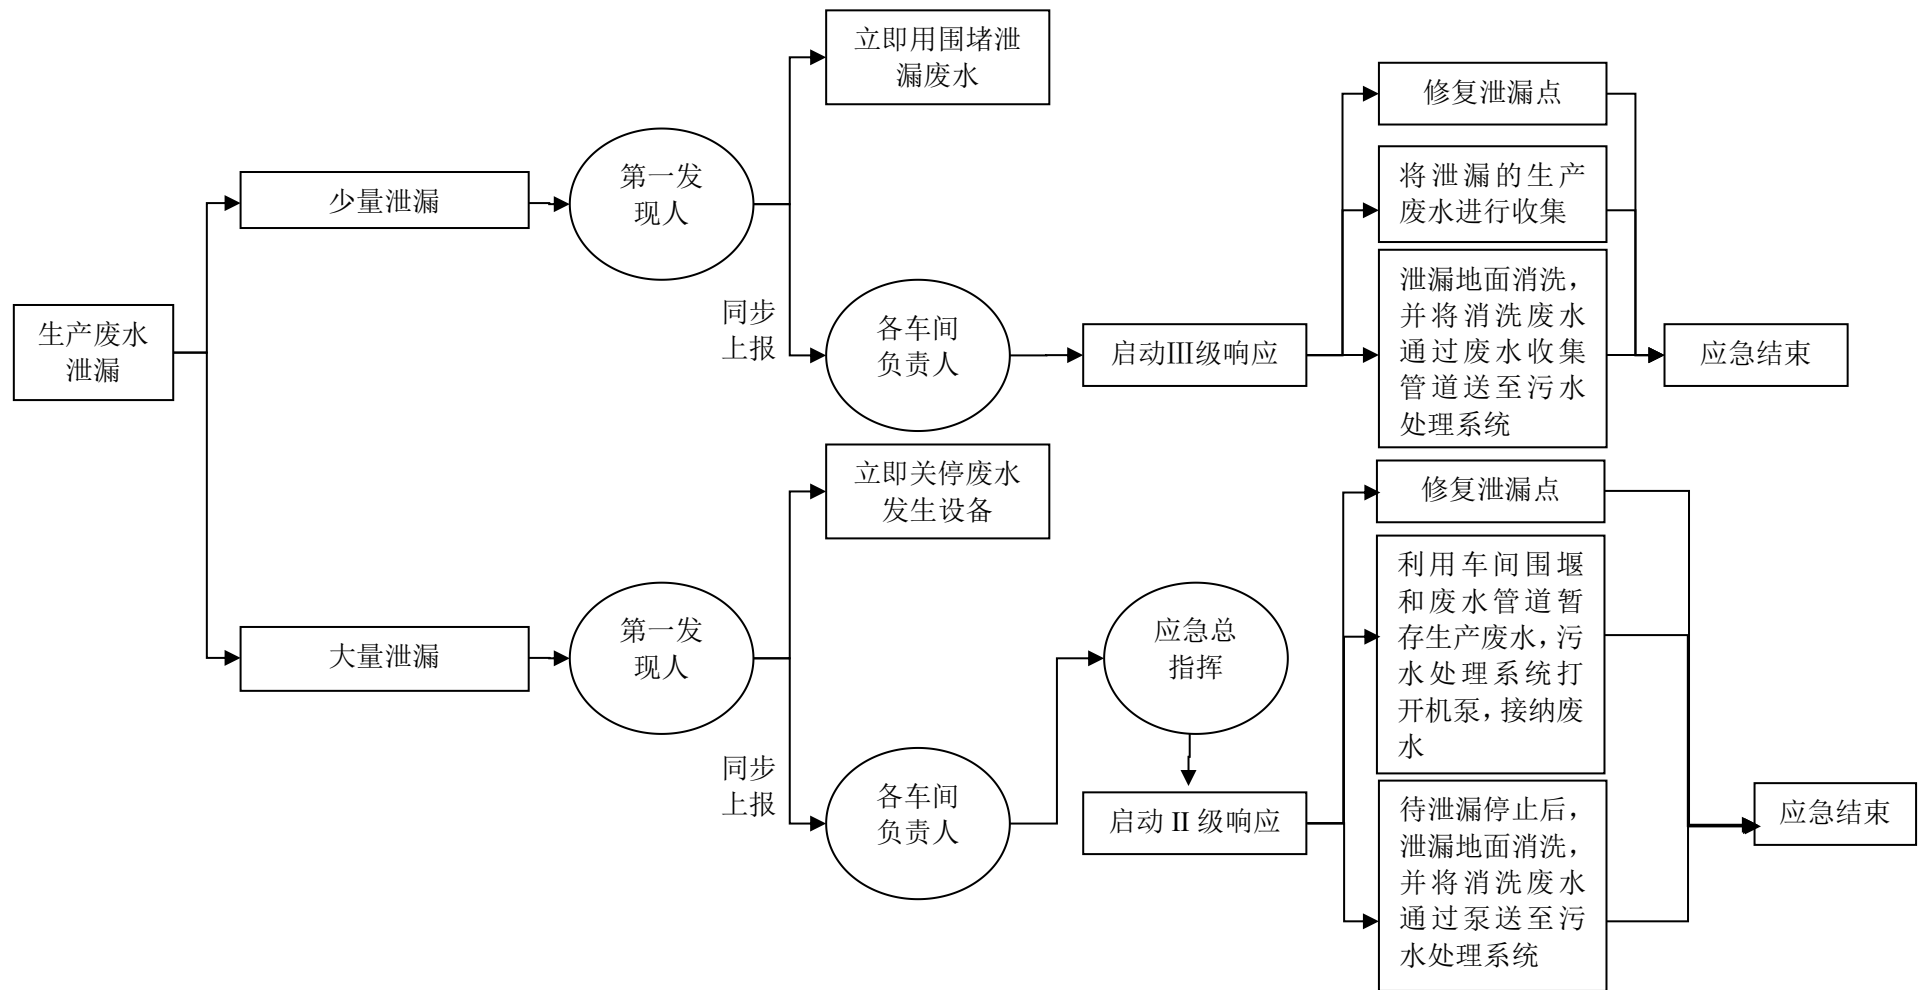 生产废水
泄漏
少量泄漏
第一发
现人
立即用围堵泄
漏废水
同步
上报
各车间
负责人
启动Ⅲ级响应
修复泄漏点
将泄漏的生产
废水进行收集
泄漏地面消洗，
并将消洗废水
通过废水收集
管道送至污水
处理系统
应急结束
大量泄漏
第一发
现人
立即关停废水
发生设备
同步
上报
各车间
负责人
应急总
指挥
启动 II 级响应
修复泄漏点
利用车间围堰
和废水管道暂
存生产废水，污
水处理系统打
开机泵，接纳废
水
待泄漏停止后，
泄漏地面消洗，
并将消洗废水
通过泵送至污
水处理系统
应急结束